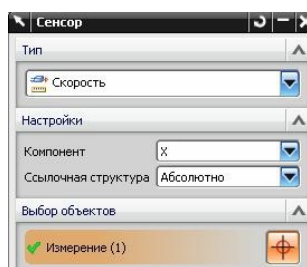 Сенсор
Тип
Скорость
Настройки
Компонент X
Ссылочная структура Абсолютно
Выбор объектов
Измерение (1)